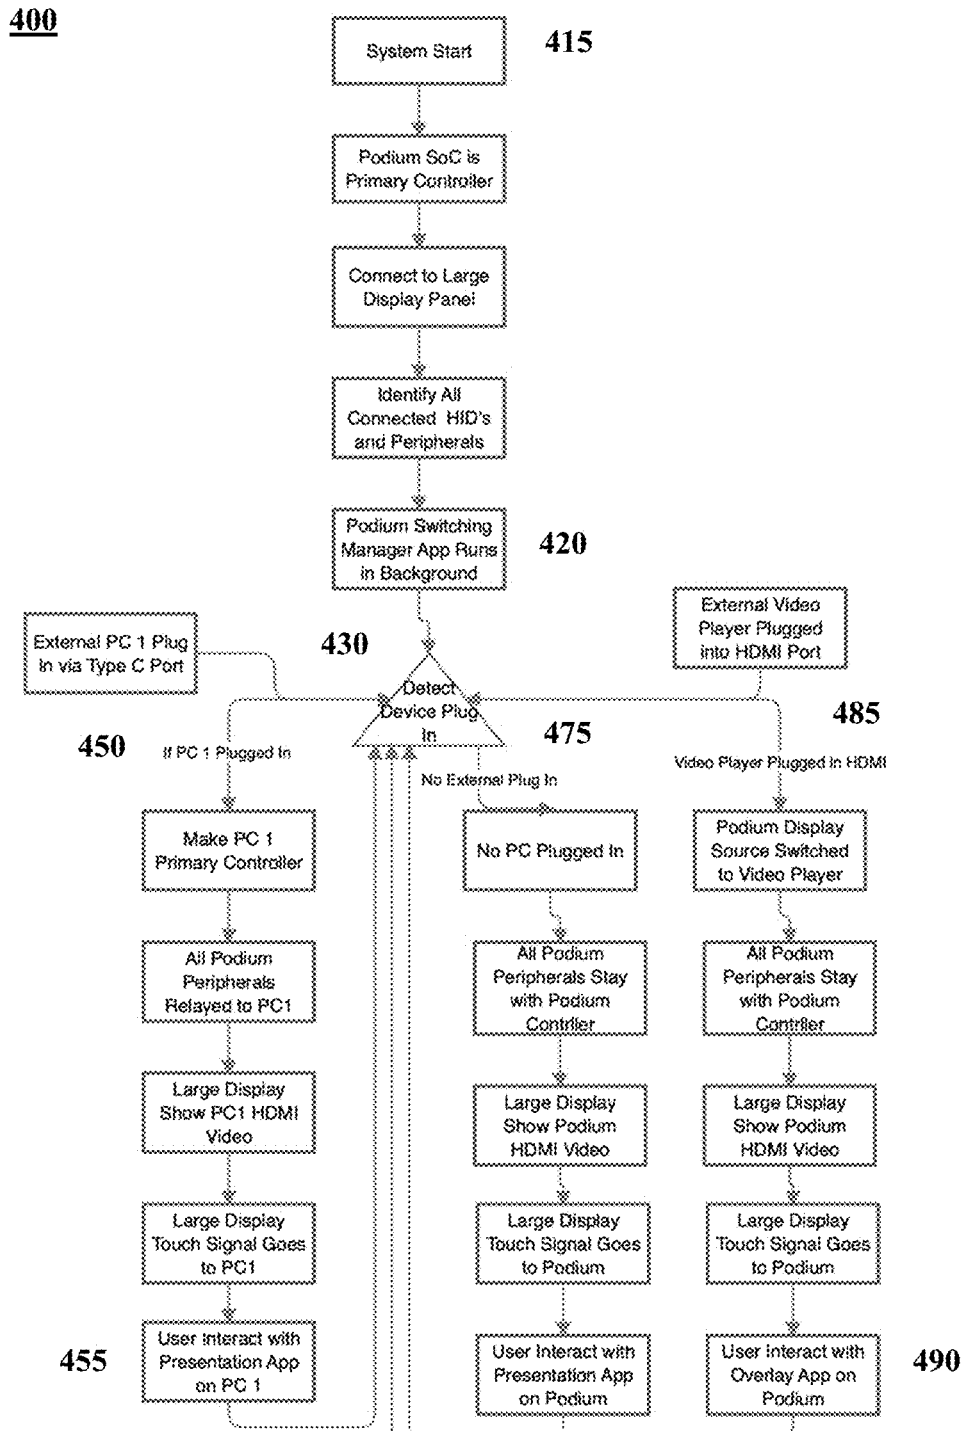 400
System Start
415
Podium SoC is
Primary Controller
Connect to Large
Display Panel
Identify All
Connected HID's
and Peripherals
Podium Switching
Manager App Runs
in Background
420
External PC 1 Plug
In via Type C Port
430
External Video
Player Plugged
into HDMI Port
Detect
Device Plug
In
450
If PC 1 Plugged In
475
No External Plug In
485
Video Player Plugged in HDMI
Make PC 1
Primary Controller
No PC Plugged In
Podium Display
Source Switched
to Video Player
All Podium
Peripherals
Relayed to PC1
All Podium
Peripherals Stay
with Podium
Contrller
All Podium
Peripherals Stay
with Podium
Contrller
Large Display
Show PC1 HDMI
Video
Large Display
Show Podium
HDMI Video
Large Display
Show Podium
HDMI Video
Large Display
Touch Signal Goes
to PC1
Large Display
Touch Signal Goes
to Podium
Large Display
Touch Signal Goes
to Podium
455
User Interact with
Presentation App
on PC 1
User Interact with
Presentation App
on Podium
User Interact with
Overlay App on
Podium
490